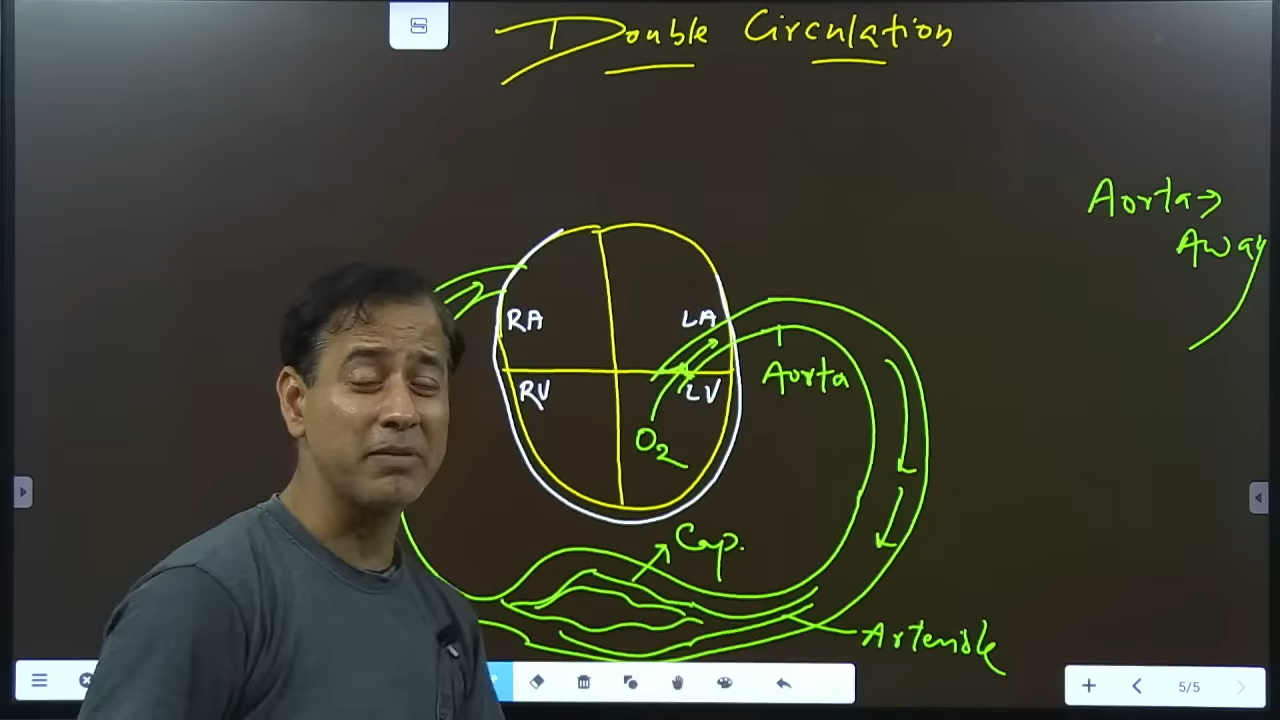 Double Circulation
Aorta →
Away
RA
LA
RV
LV
Aorta
O2
Cap.
Arteriole
5/5